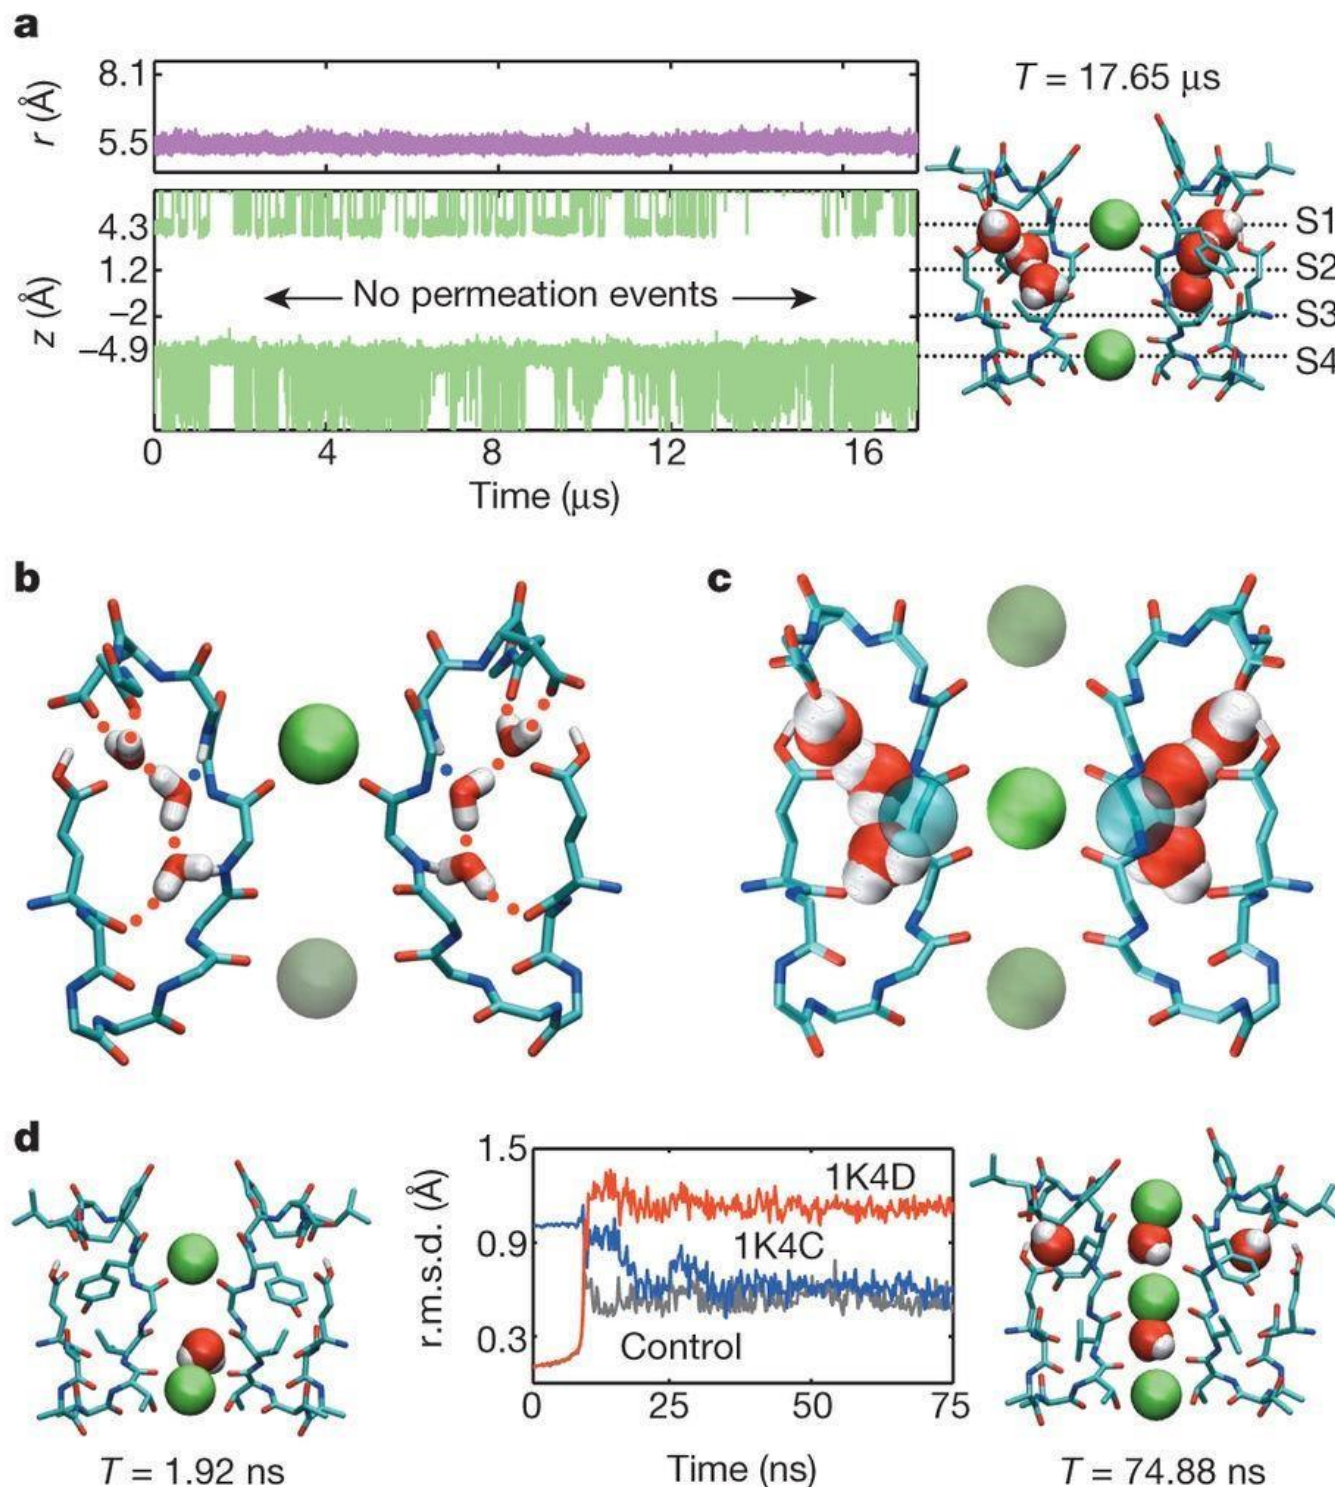 a
r (Å)
8.1
5.5
z (Å)
4.3
1.2
−2
−4.9
No permeation events
0 4 8 12 16
Time (μs)
T = 17.65 μs
S1
S2
S3
S4
b
c
d
T = 1.92 ns
r.m.s.d. (Å)
1.5
0.9
0.3
1K4D
1K4C
Control
0 25 50 75
Time (ns)
T = 74.88 ns